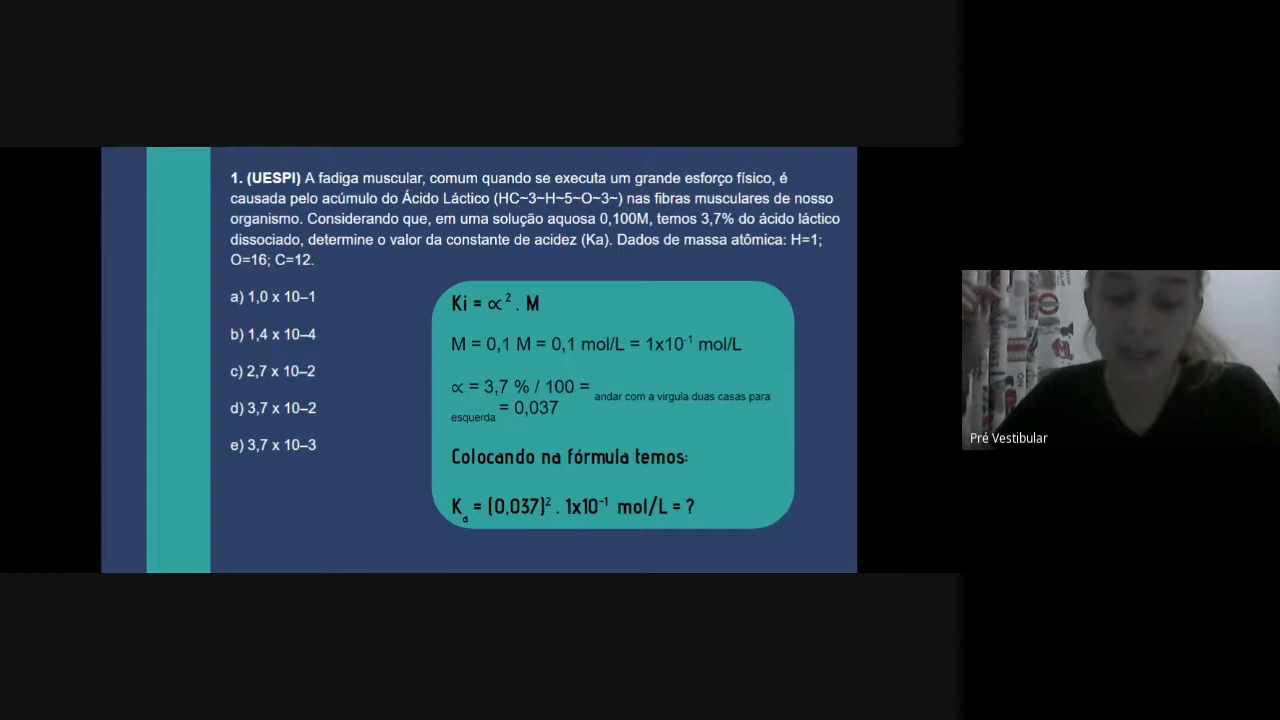 1. (UESPI) A fadiga muscular, comum quando se executa um grande esforço físico, é
causada pelo acúmulo do Ácido Láctico (HC~3~H~5~O~3~) nas fibras musculares de nosso
organismo. Considerando que, em uma solução aquosa 0,100M, temos 3,7% do ácido láctico
dissociado, determine o valor da constante de acidez (Ka). Dados de massa atômica: H=1;
O=16; C=12.
a) 1,0 x 10–1
b) 1,4 x 10–4
c) 2,7 x 10–2
d) 3,7 x 10–2
e) 3,7 x 10–3
Ki = ∝² . M
M = 0,1 M = 0,1 mol/L = 1x10⁻¹ mol/L
∝ = 3,7 % / 100 = andar com a virgula duas casas para
esquerda = 0,037
Colocando na fórmula temos:
Kₐ = (0,037)² . 1x10⁻¹ mol/L = ?
Pré Vestibular